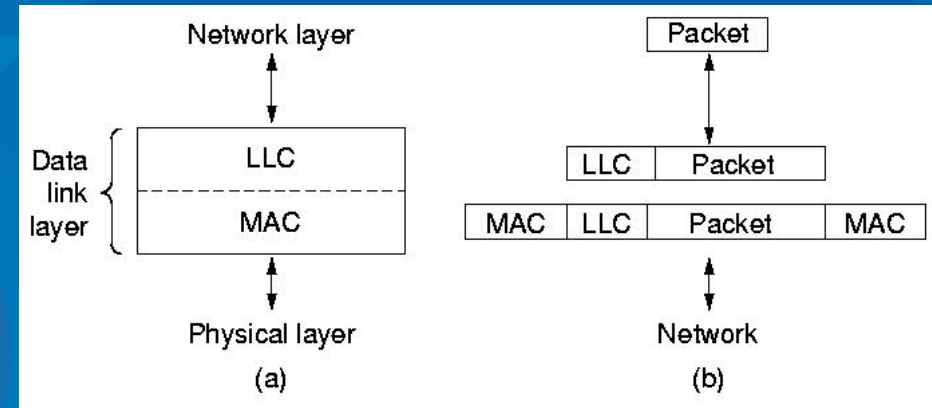 Network layer
Data
link
layer
LLC
MAC
Physical layer
(a)
Packet
LLC Packet
MAC LLC Packet MAC
Network
(b)